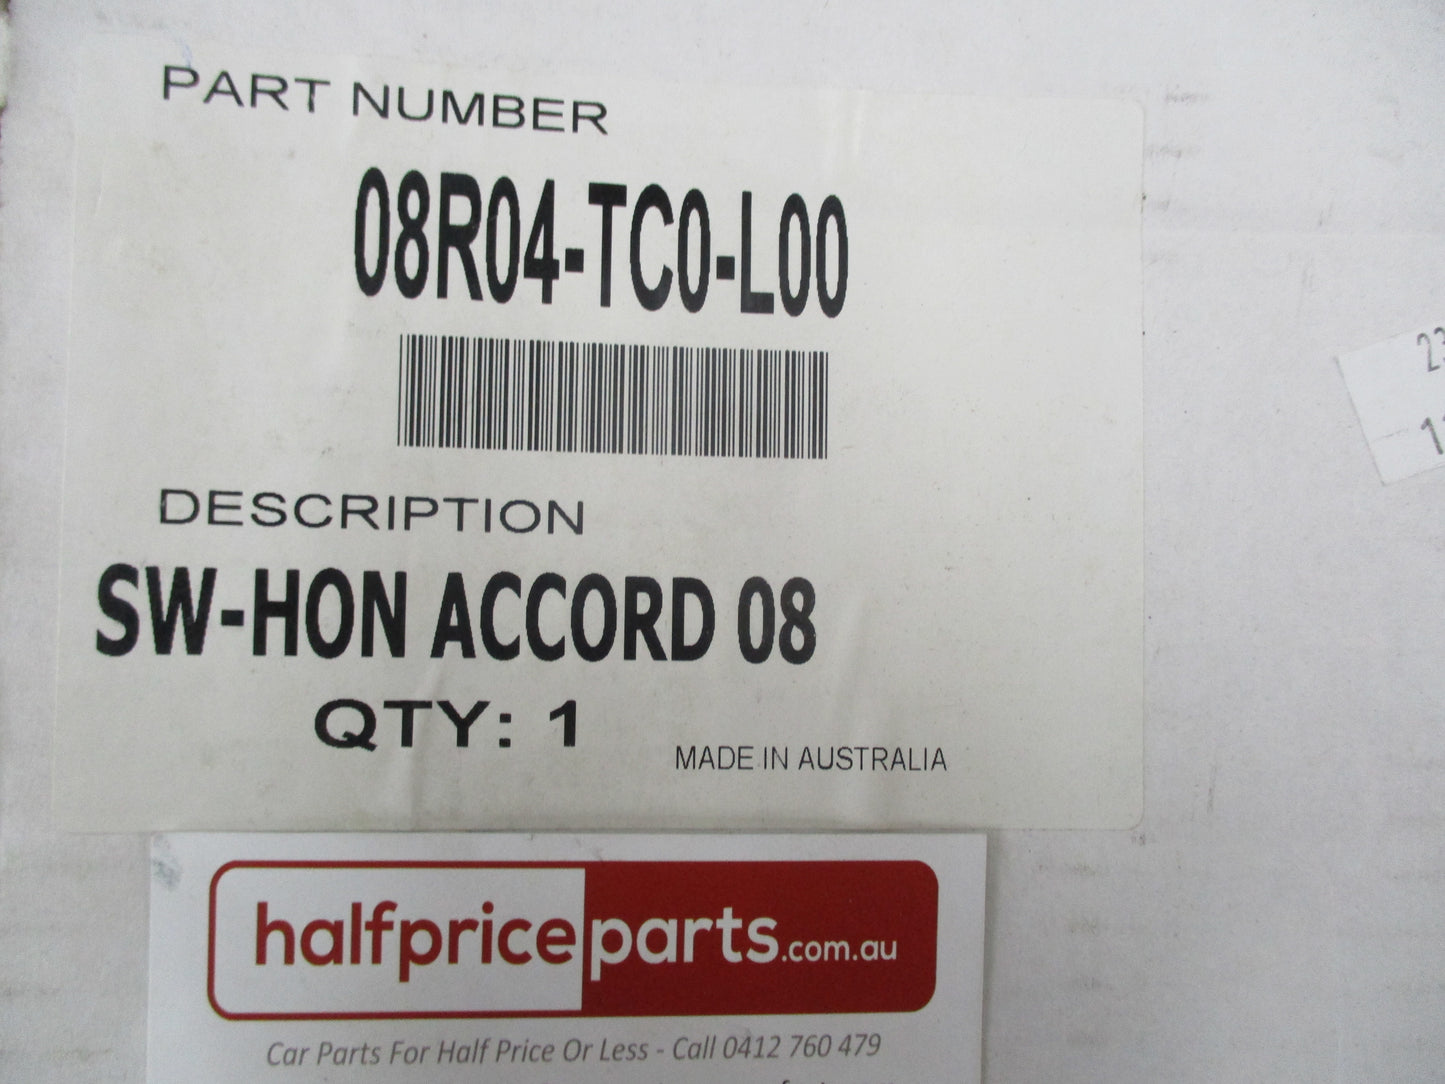 PART NUMBER
08R04-TC0-L00
DESCRIPTION
SW-HON ACCORD 08
QTY: 1
MADE IN AUSTRALIA
halfpriceparts.com.au
Car Parts For Half Price Or Less - Call 0412 760 479